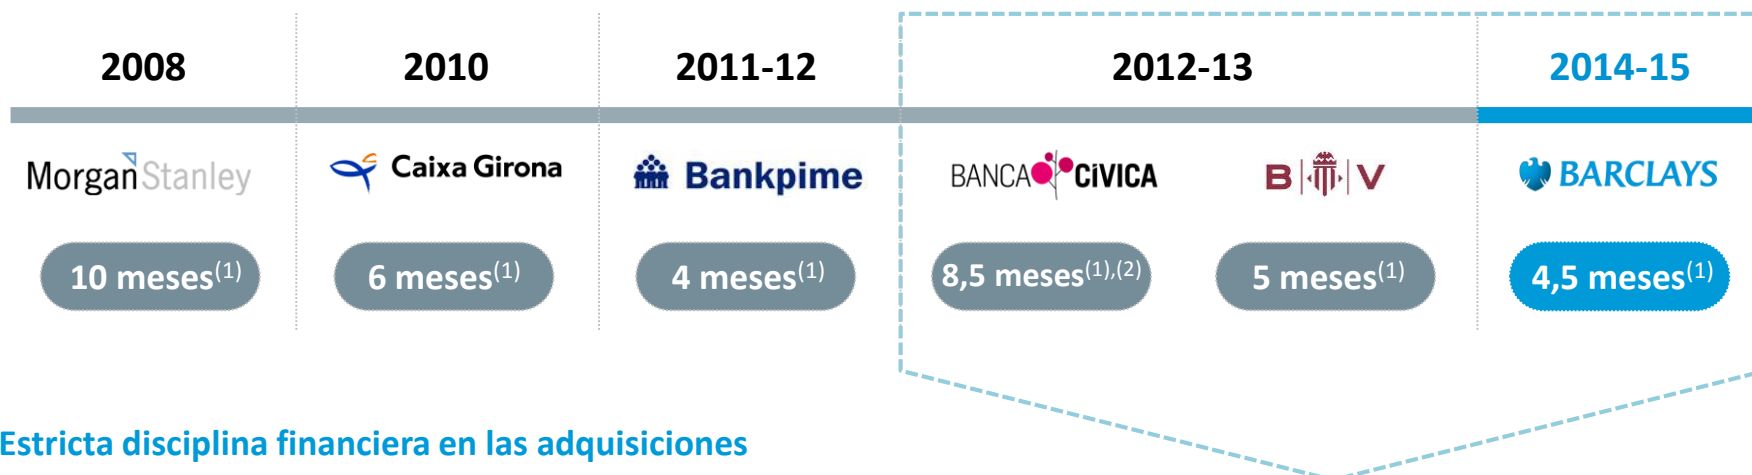 2008 2010 2011-12 2012-13 2014-15
Morgan Stanley Caixa Girona Bankpime BANCA CíVICA B V BARCLAYS
10 meses(1) 6 meses(1) 4 meses(1) 8,5 meses(1),(2) 5 meses(1) 4,5 meses(1)
Estricta disciplina financiera en las adquisiciones